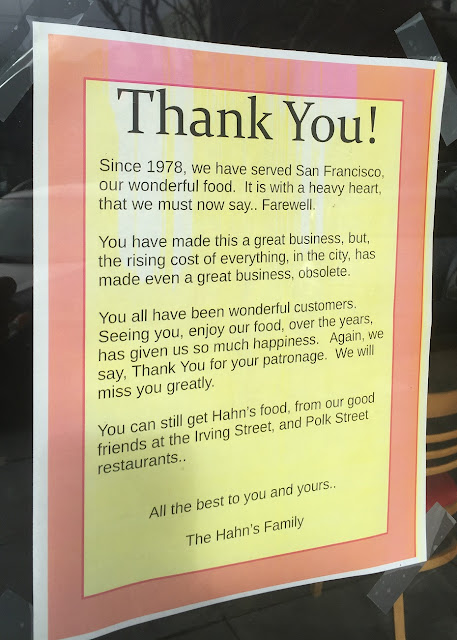 Thank You!
Since 1978, we have served San Francisco,
our wonderful food. It is with a heavy heart,
that we must now say.. Farewell.
You have made this a great business, but,
the rising cost of everything, in the city, has
made even a great business, obsolete.
You all have been wonderful customers.
Seeing you, enjoy our food, over the years,
has given us so much happiness. Again, we
say, Thank You for your patronage. We will
miss you greatly.
You can still get Hahn's food, from our good
friends at the Irving Street, and Polk Street
restaurants..
All the best to you and yours..
The Hahn's Family